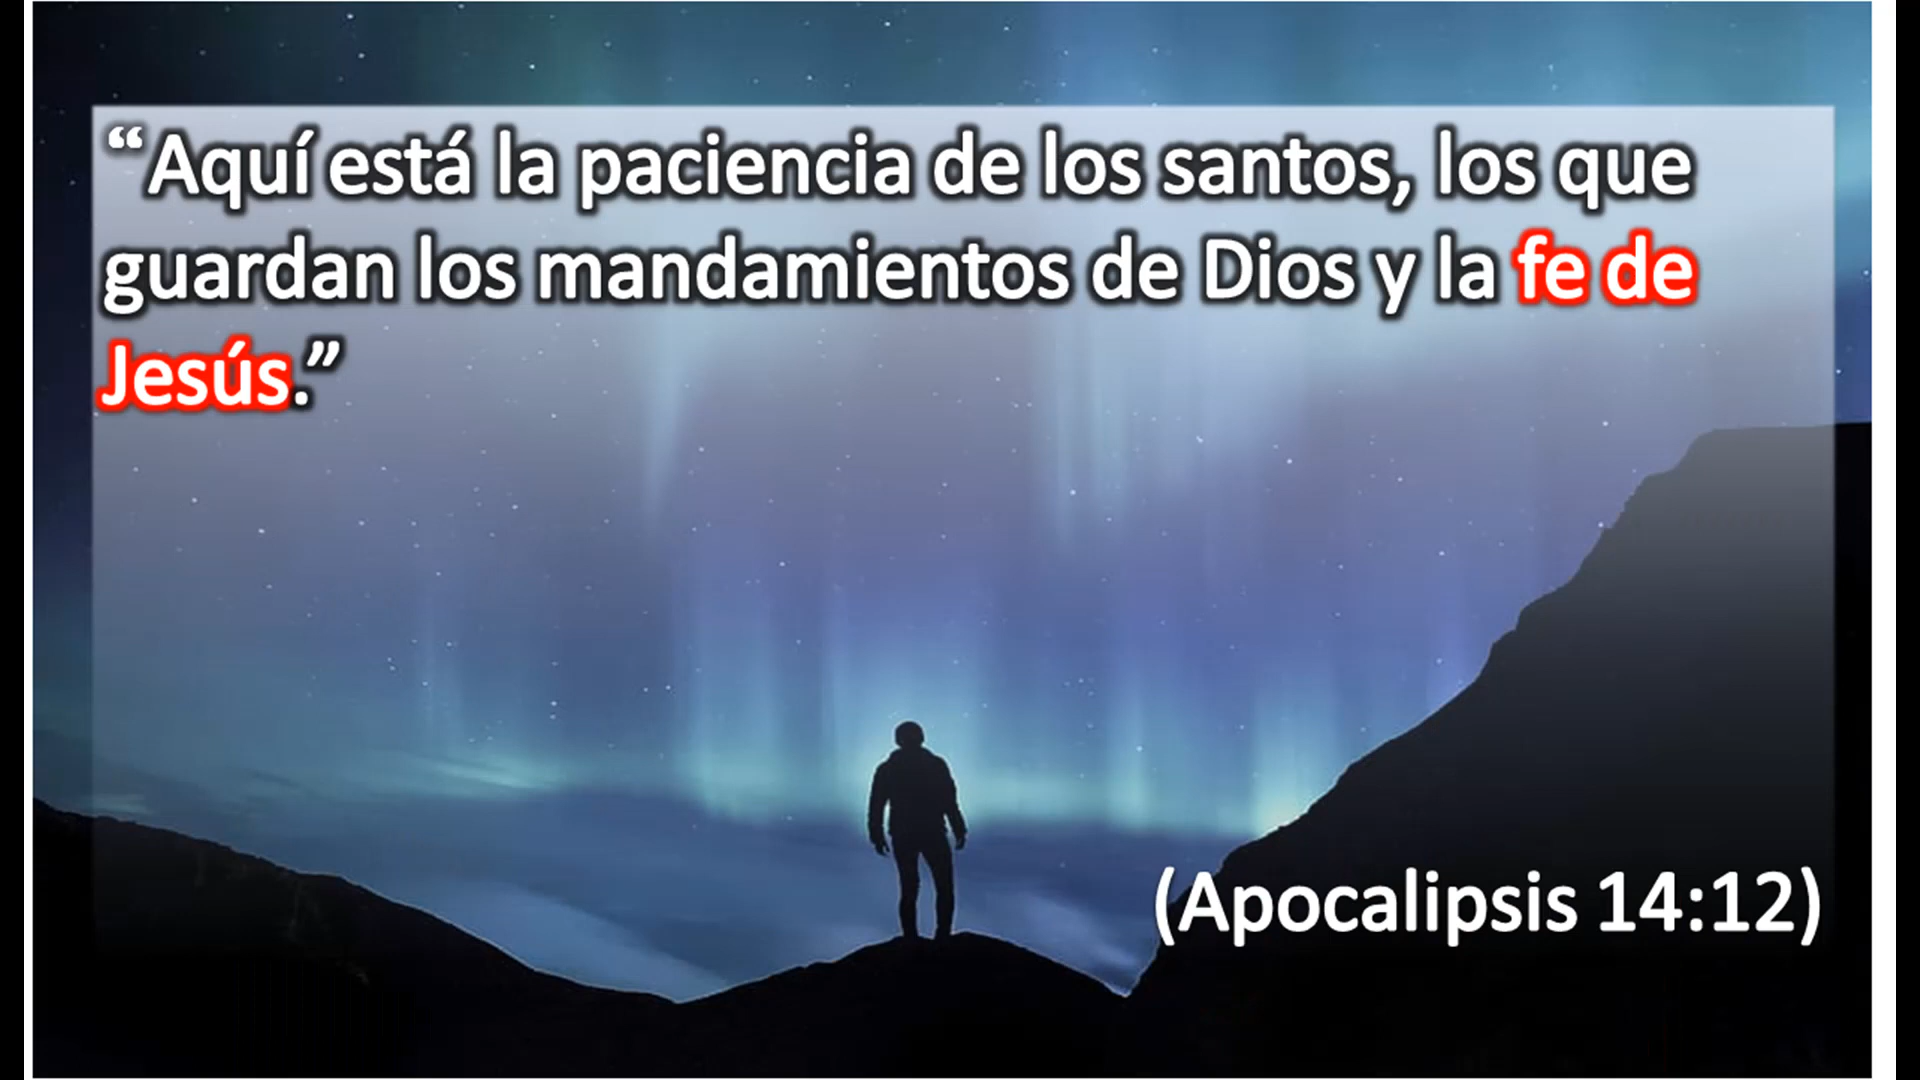 “Aquí está la paciencia de los santos, los que
guardan los mandamientos de Dios y la fe de
Jesús.”
(Apocalipsis 14:12)